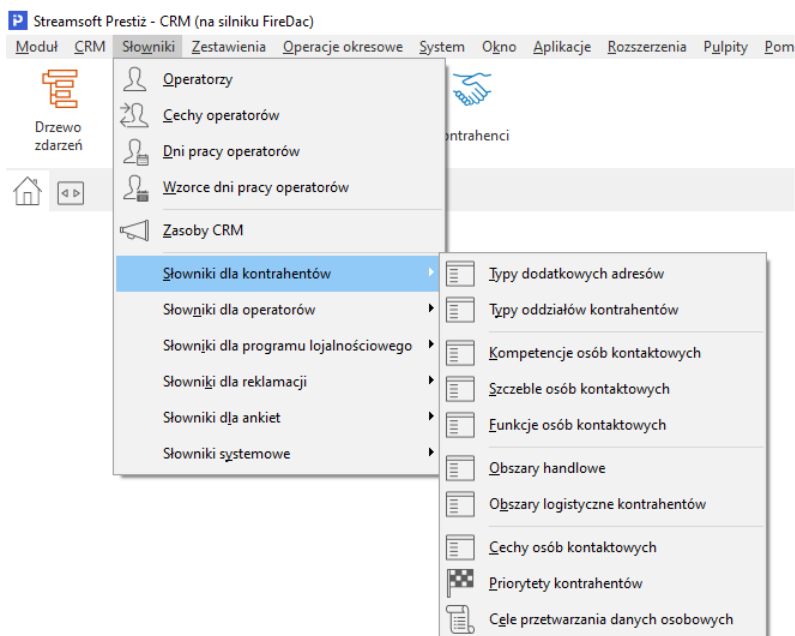 Streamsoft Prestiż - CRM (na silniku FireDac)
Moduł CRM Słowniki Zestawienia Operacje okresowe System Okno Aplikacje Rozszerzenia Pulpity Pom
Drzewo
zdarzeń
ontrahenci
Operatorzy
Cechy operatorów
Dni pracy operatorów
Wzorce dni pracy operatorów
Zasoby CRM
Słowniki dla kontrahentów
Słowniki dla operatorów
Słowniki dla programu lojalnościowego
Słowniki dla reklamacji
Słowniki dla ankiet
Słowniki systemowe
Typy dodatkowych adresów
Typy oddziałów kontrahentów
Kompetencje osób kontaktowych
Szczeble osób kontaktowych
Funkcje osób kontaktowych
Obszary handlowe
Obszary logistyczne kontrahentów
Cechy osób kontaktowych
Priorytety kontrahentów
Cele przetwarzania danych osobowych